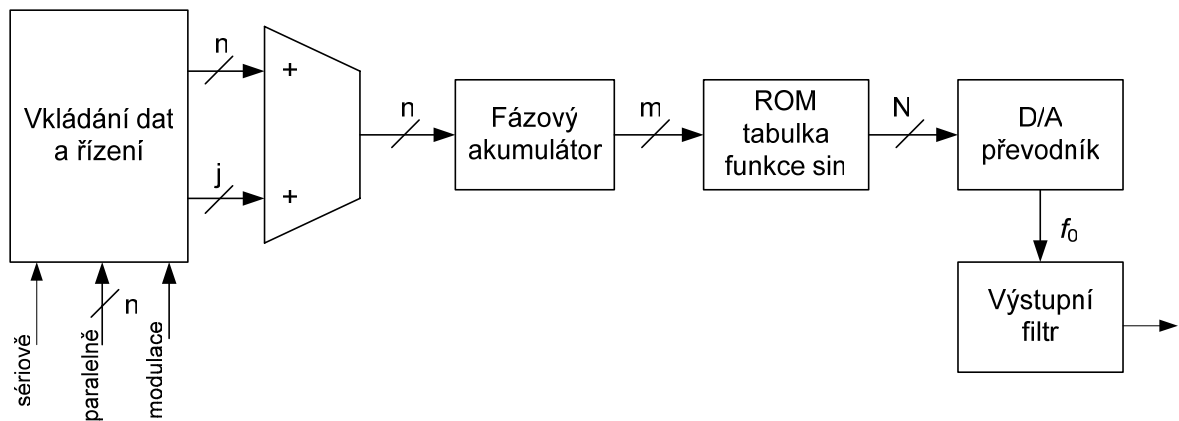 Vkládání dat
a řízení
n
+
j
+
n
Fázový
akumulátor
m
ROM
tabulka
funkce sin
N
D/A
převodník
f0
Výstupní
filtr
sériově
paralelně
n
modulace